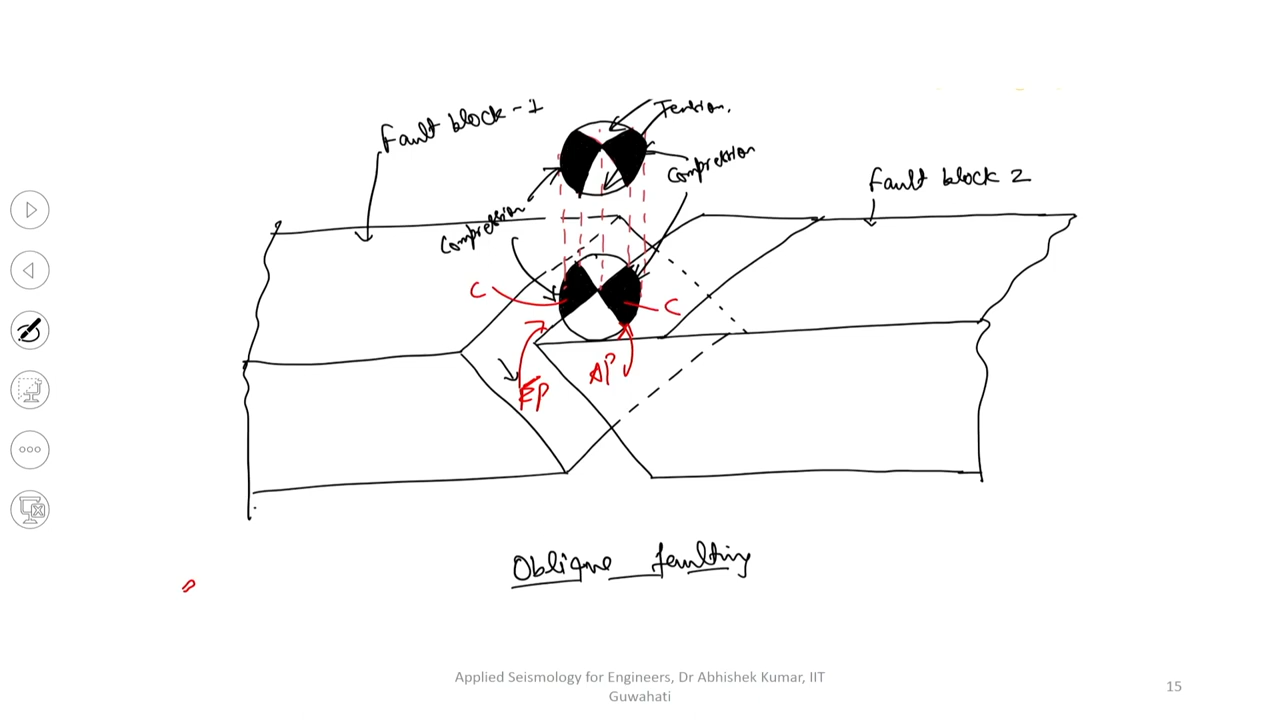 Fault block-1
Tension.
Compression
Fault block 2
Compression
C
C
AP
FP
Oblique faulting
Applied Seismology for Engineers, Dr Abhishek Kumar, IIT
Guwahati
15